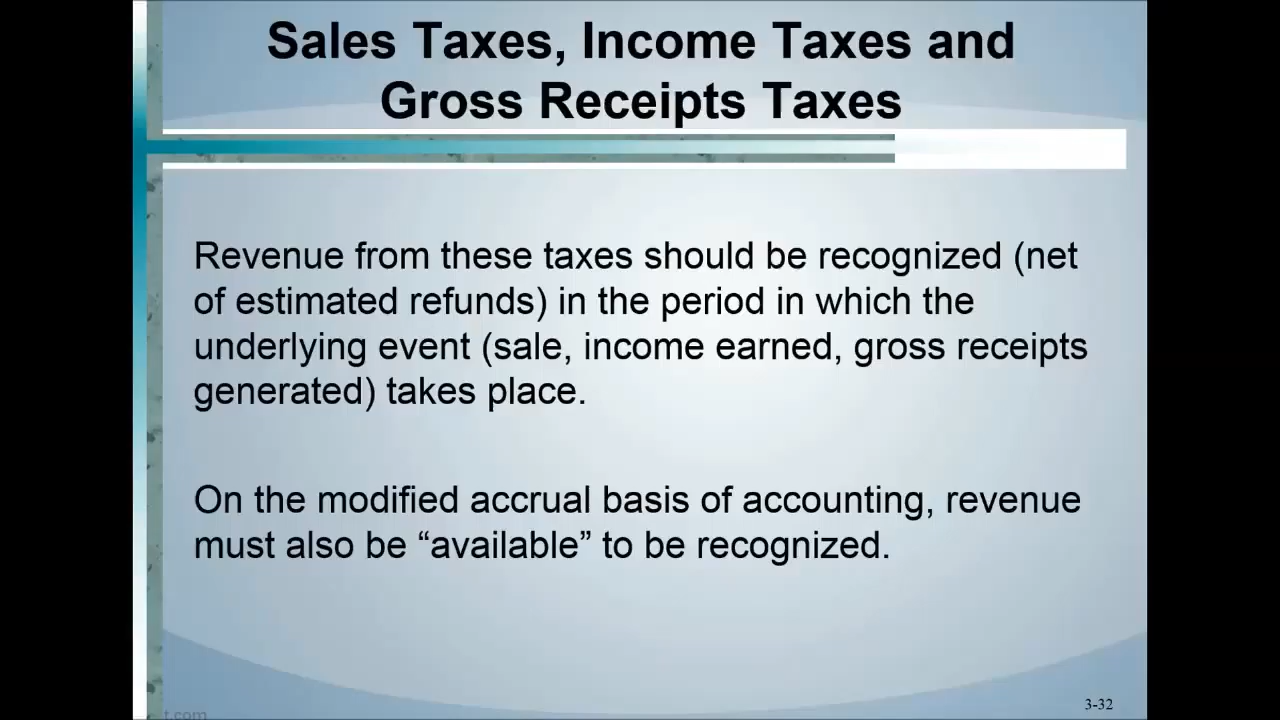 Sales Taxes, Income Taxes and
Gross Receipts Taxes
Revenue from these taxes should be recognized (net
of estimated refunds) in the period in which the
underlying event (sale, income earned, gross receipts
generated) takes place.
On the modified accrual basis of accounting, revenue
must also be “available” to be recognized.
3-32
t.com